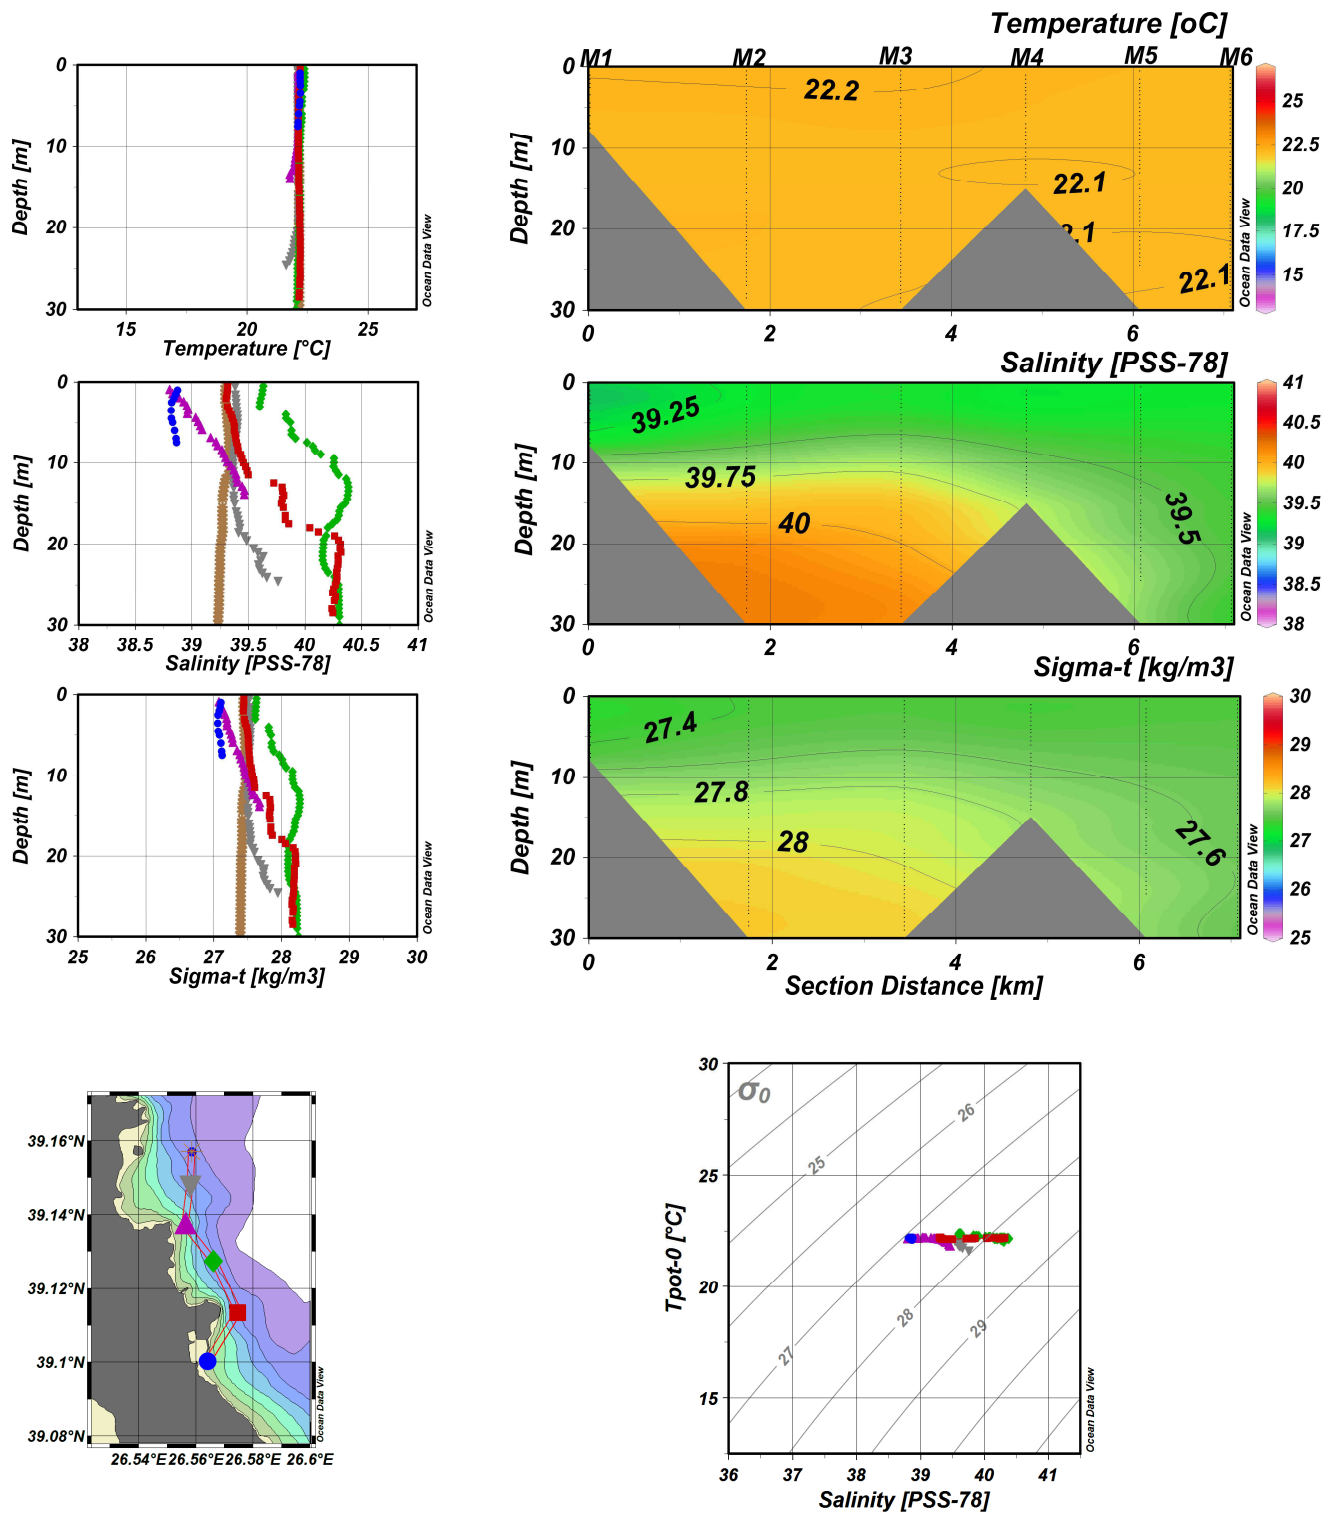 Temperature [oC]
M1 M2 M3 M4 M5 M6
0
10
20
30
Depth [m]
15 20 25
Temperature [°C]
Ocean Data View
0
10
20
30
Depth [m]
22.2
22.1
22.1
0 2 4 6
Ocean Data View
25
22.5
20
17.5
15
Salinity [PSS-78]
0
10
20
30
Depth [m]
38 38.5 39 39.5 40 40.5 41
Salinity [PSS-78]
Ocean Data View
0
10
20
30
Depth [m]
39.25
39.75
40
39.5
0 2 4 6
Ocean Data View
41
40.5
40
39.5
39
38.5
38
Sigma-t [kg/m3]
0
10
20
30
Depth [m]
25 26 27 28 29 30
Sigma-t [kg/m3]
Ocean Data View
0
10
20
30
Depth [m]
27.4
27.8
28
27.6
0 2 4 6
Section Distance [km]
Ocean Data View
30
29
28
27
26
25
39.16°N
39.14°N
39.12°N
39.1°N
39.08°N
26.54°E 26.56°E 26.58°E 26.6°E
Ocean Data View
σ0
30
25
20
15
Tpot-0 [°C]
25
26
27
28
29
36 37 38 39 40 41
Salinity [PSS-78]
Ocean Data View